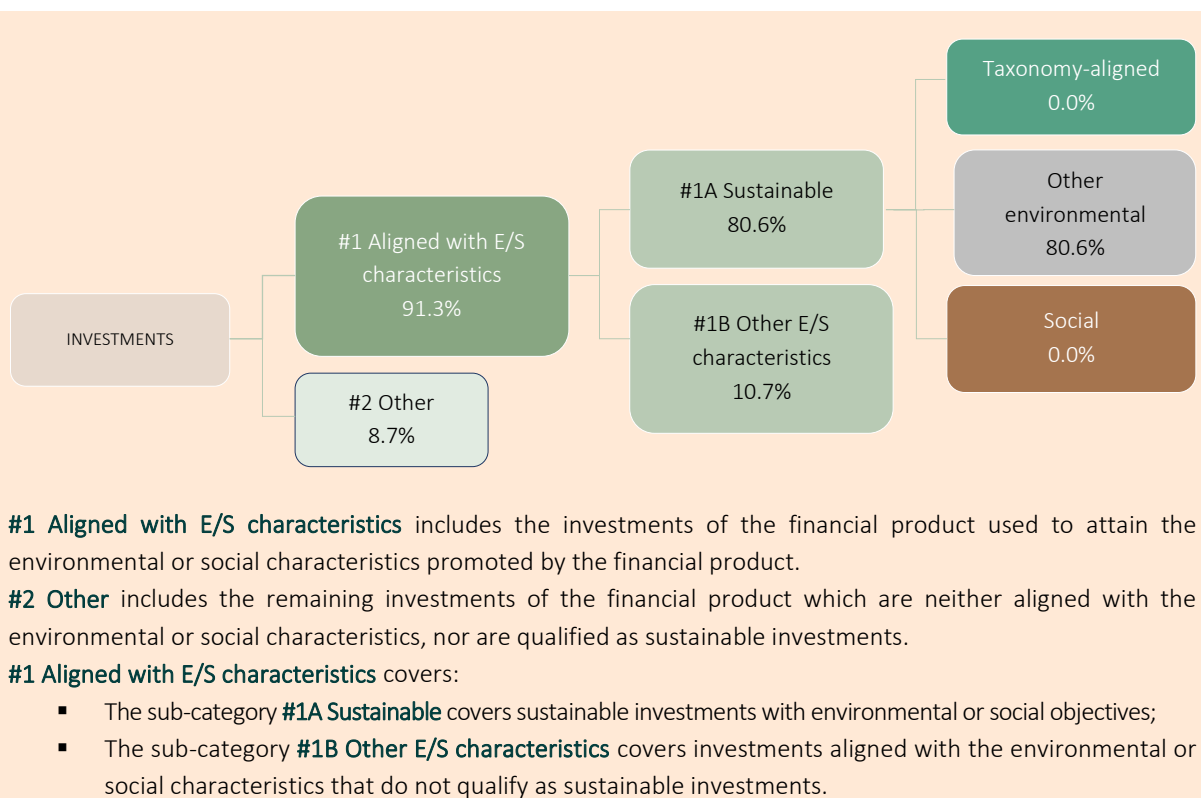 Taxonomy-aligned
0.0%
#1A Sustainable
80.6%
Other
environmental
80.6%
#1 Aligned with E/S
characteristics
91.3%
INVESTMENTS
#1B Other E/S
characteristics
10.7%
Social
0.0%
#2 Other
8.7%
#1 Aligned with E/S characteristics includes the investments of the financial product used to attain the
environmental or social characteristics promoted by the financial product.
#2 Other includes the remaining investments of the financial product which are neither aligned with the
environmental or social characteristics, nor are qualified as sustainable investments.
#1 Aligned with E/S characteristics covers:
▪ The sub-category #1A Sustainable covers sustainable investments with environmental or social objectives;
▪ The sub-category #1B Other E/S characteristics covers investments aligned with the environmental or
social characteristics that do not qualify as sustainable investments.